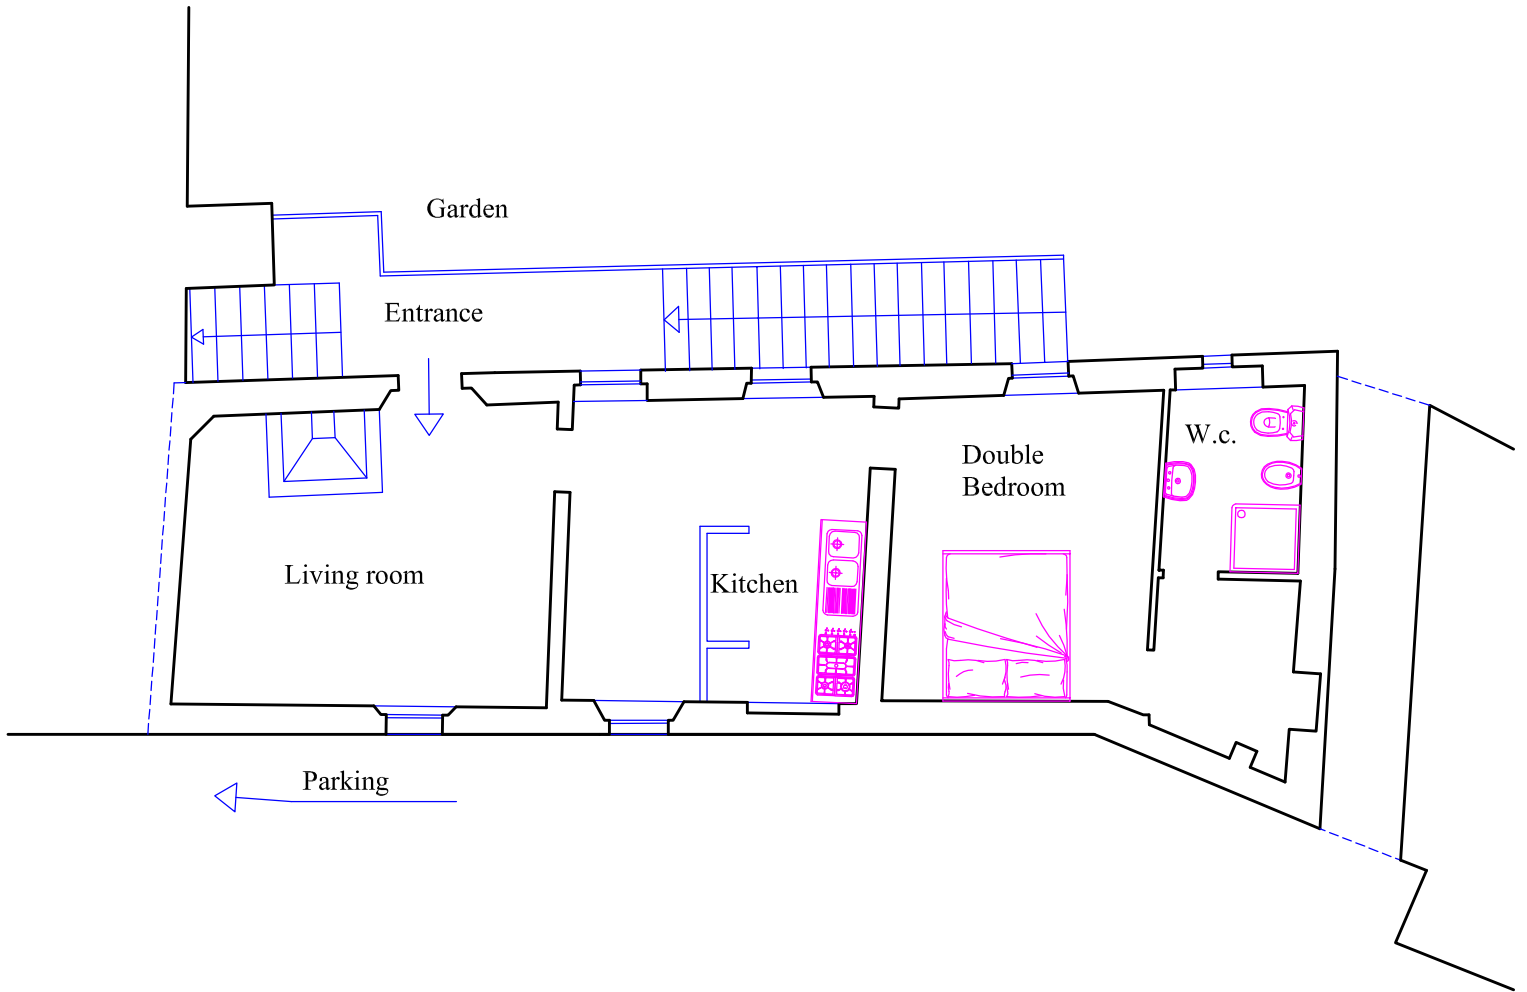 Garden
Entrance
W.c.
Double
Bedroom
Living room
Kitchen
Parking